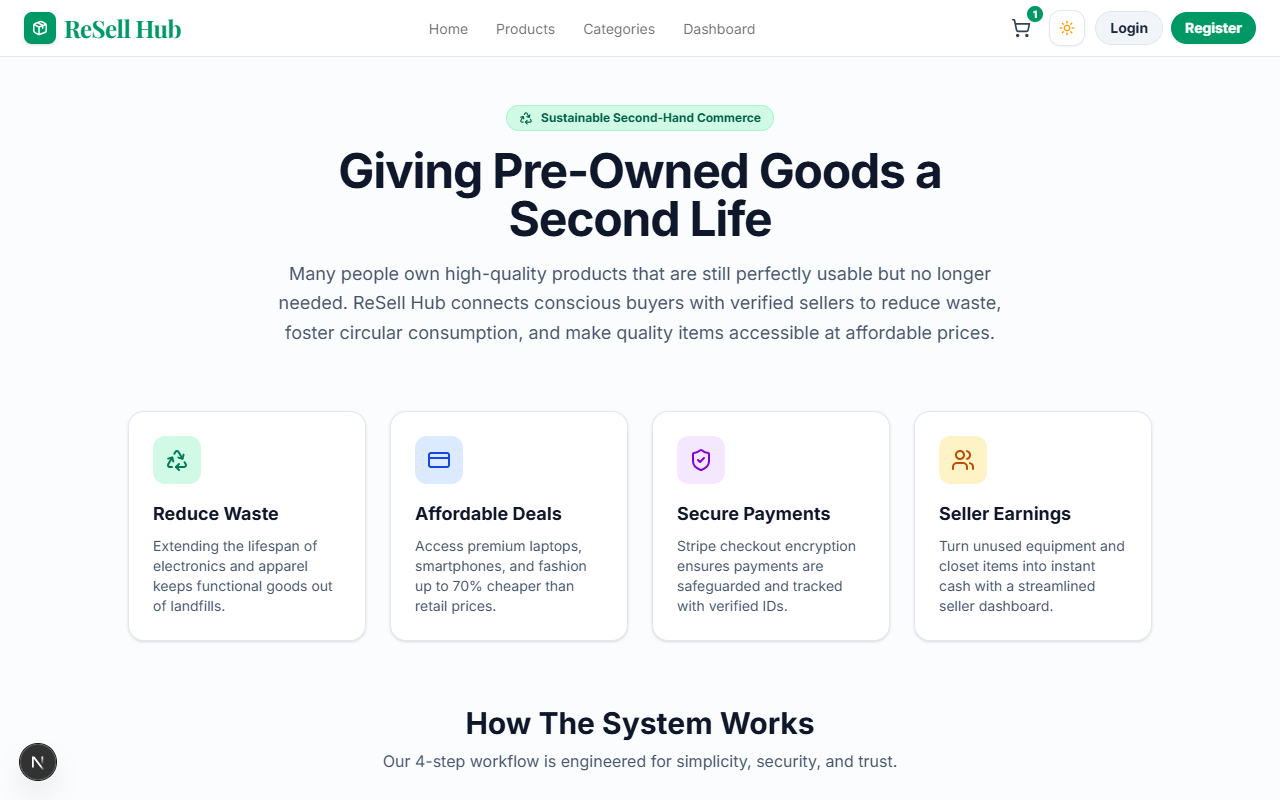 ReSell Hub
Home
Products
Categories
Dashboard
1
Login
Register
Sustainable Second-Hand Commerce
Giving Pre-Owned Goods a
Second Life
Many people own high-quality products that are still perfectly usable but no longer
needed. ReSell Hub connects conscious buyers with verified sellers to reduce waste,
foster circular consumption, and make quality items accessible at affordable prices.
Reduce Waste
Extending the lifespan of
electronics and apparel
keeps functional goods out
of landfills.
Affordable Deals
Access premium laptops,
smartphones, and fashion
up to 70% cheaper than
retail prices.
Secure Payments
Stripe checkout encryption
ensures payments are
safeguarded and tracked
with verified IDs.
Seller Earnings
Turn unused equipment and
closet items into instant
cash with a streamlined
seller dashboard.
How The System Works
Our 4-step workflow is engineered for simplicity, security, and trust.
N